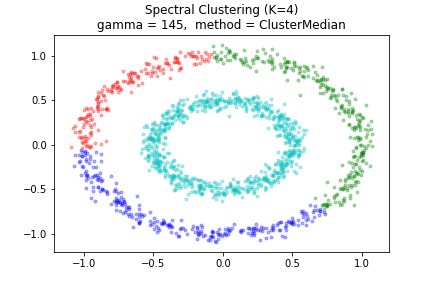 Spectral Clustering (K=4)
gamma = 145,  method = ClusterMedian
1.0
0.5
0.0
−0.5
−1.0
−1.0 −0.5 0.0 0.5 1.0